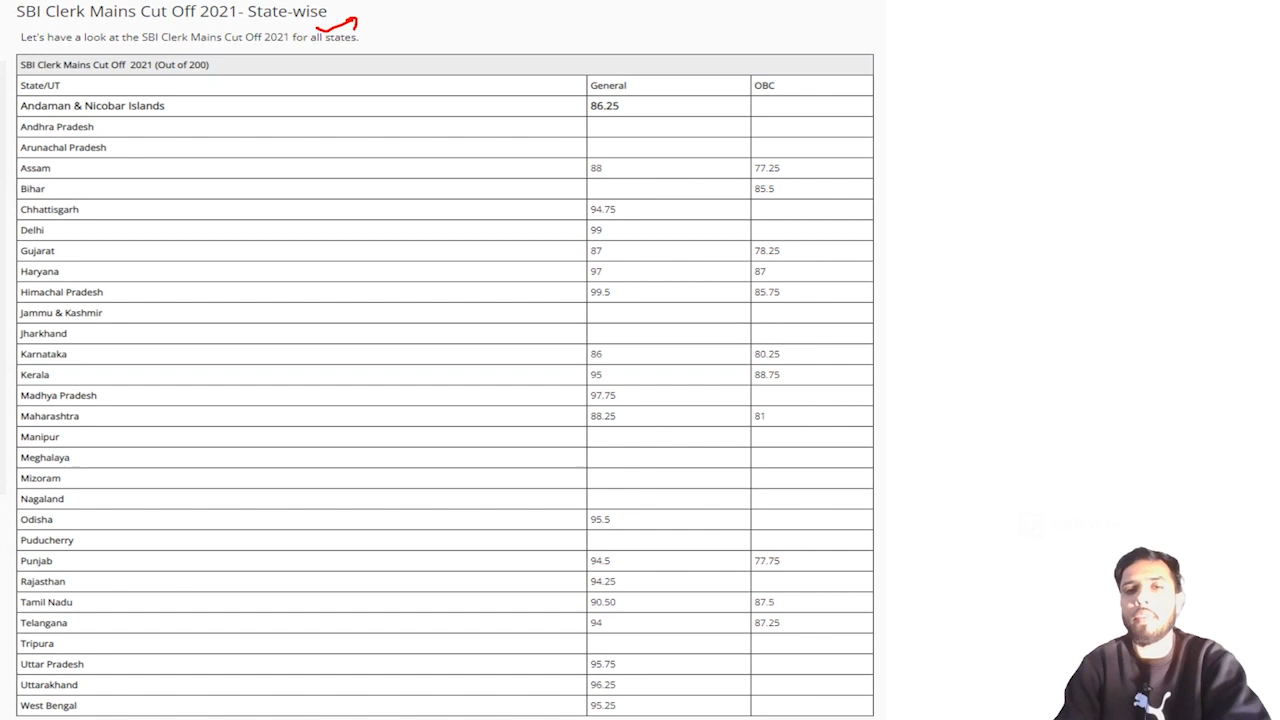 SBI Clerk Mains Cut Off 2021- State-wise
Let's have a look at the SBI Clerk Mains Cut Off 2021 for all states.
SBI Clerk Mains Cut Off 2021 (Out of 200)
State/UT General OBC
Andaman & Nicobar Islands 86.25
Andhra Pradesh
Arunachal Pradesh
Assam 88 77.25
Bihar 85.5
Chhattisgarh 94.75
Delhi 99
Gujarat 87 78.25
Haryana 97 87
Himachal Pradesh 99.5 85.75
Jammu & Kashmir
Jharkhand
Karnataka 86 80.25
Kerala 95 88.75
Madhya Pradesh 97.75
Maharashtra 88.25 81
Manipur
Meghalaya
Mizoram
Nagaland
Odisha 95.5
Puducherry
Punjab 94.5 77.75
Rajasthan 94.25
Tamil Nadu 90.50 87.5
Telangana 94 87.25
Tripura
Uttar Pradesh 95.75
Uttarakhand 96.25
West Bengal 95.25